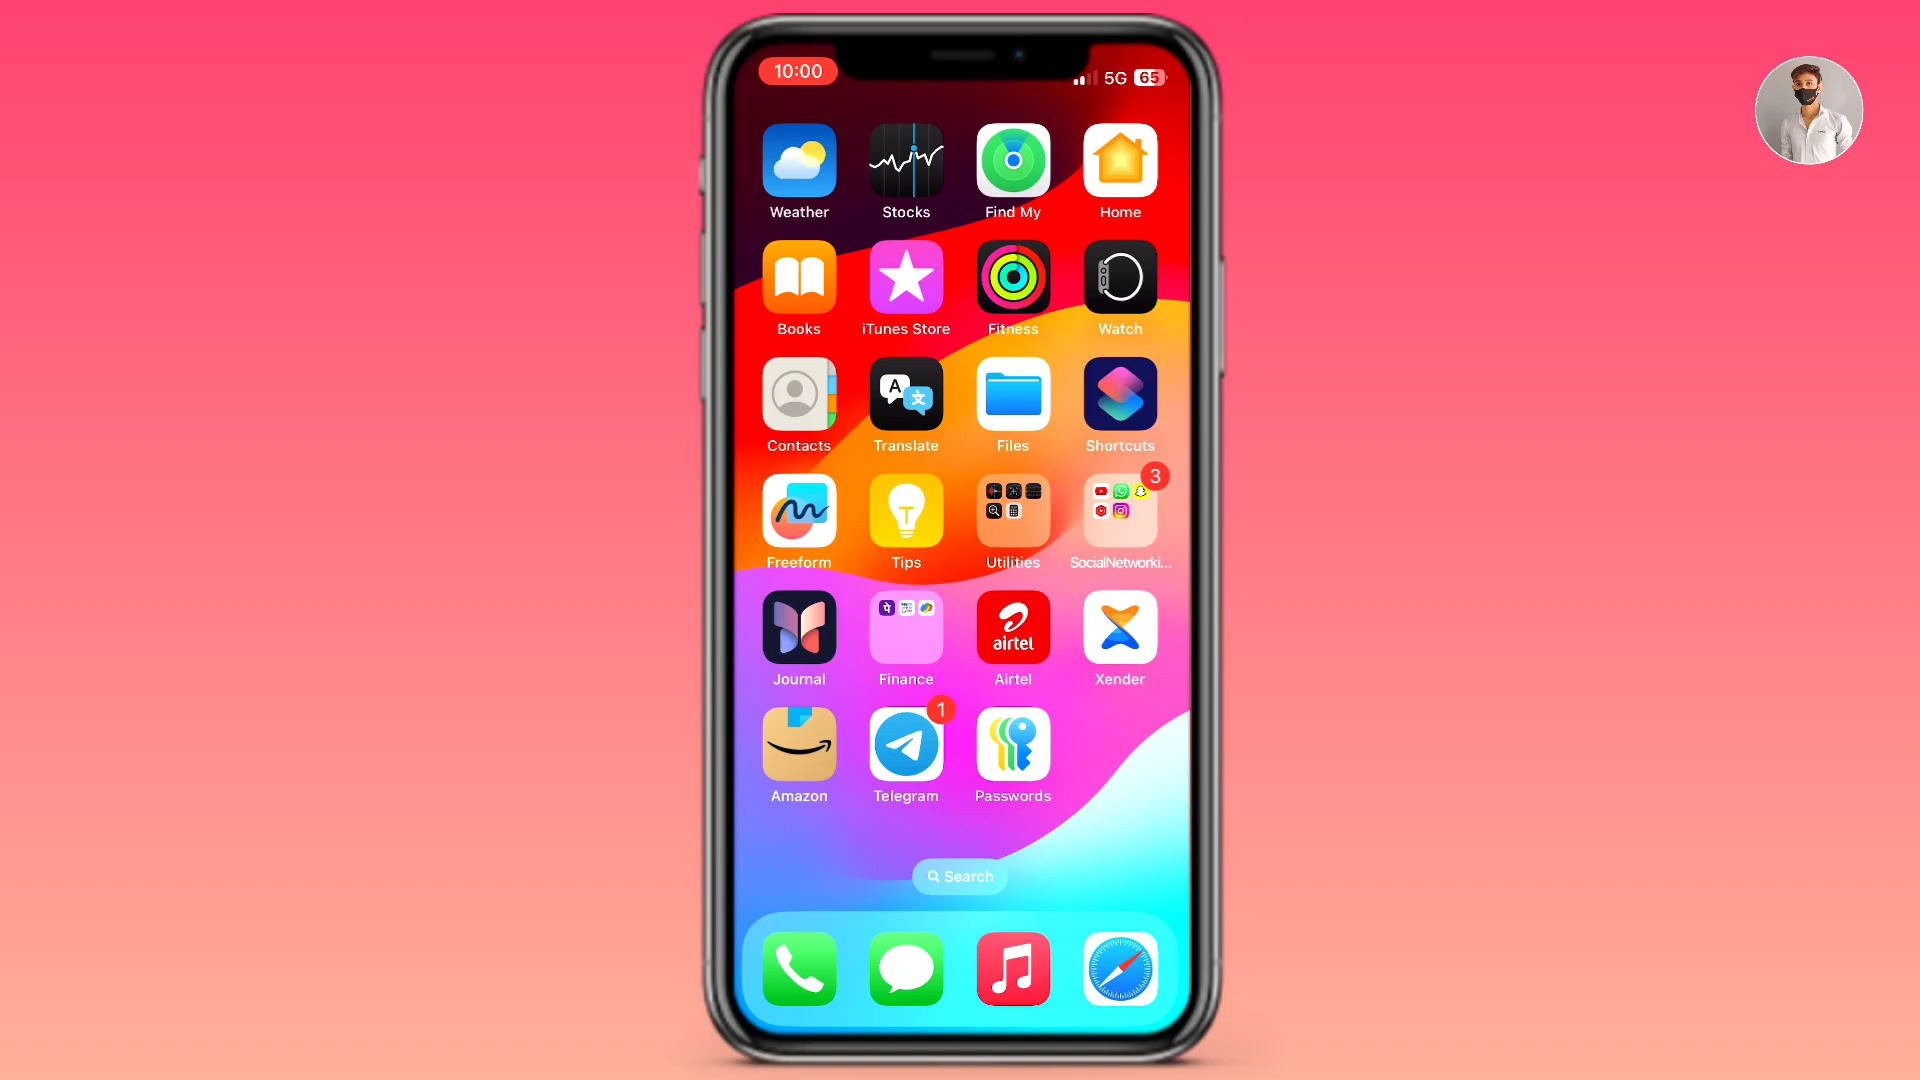 10:00 5G 65
Weather Stocks Find My Home
Books iTunes Store Fitness Watch
Contacts A 文 Translate Files Shortcuts
3
Freeform T Tips Utilities SocialNetworki...
पे
airtel
Journal Finance Airtel Xender
1
Amazon Telegram Passwords
Search